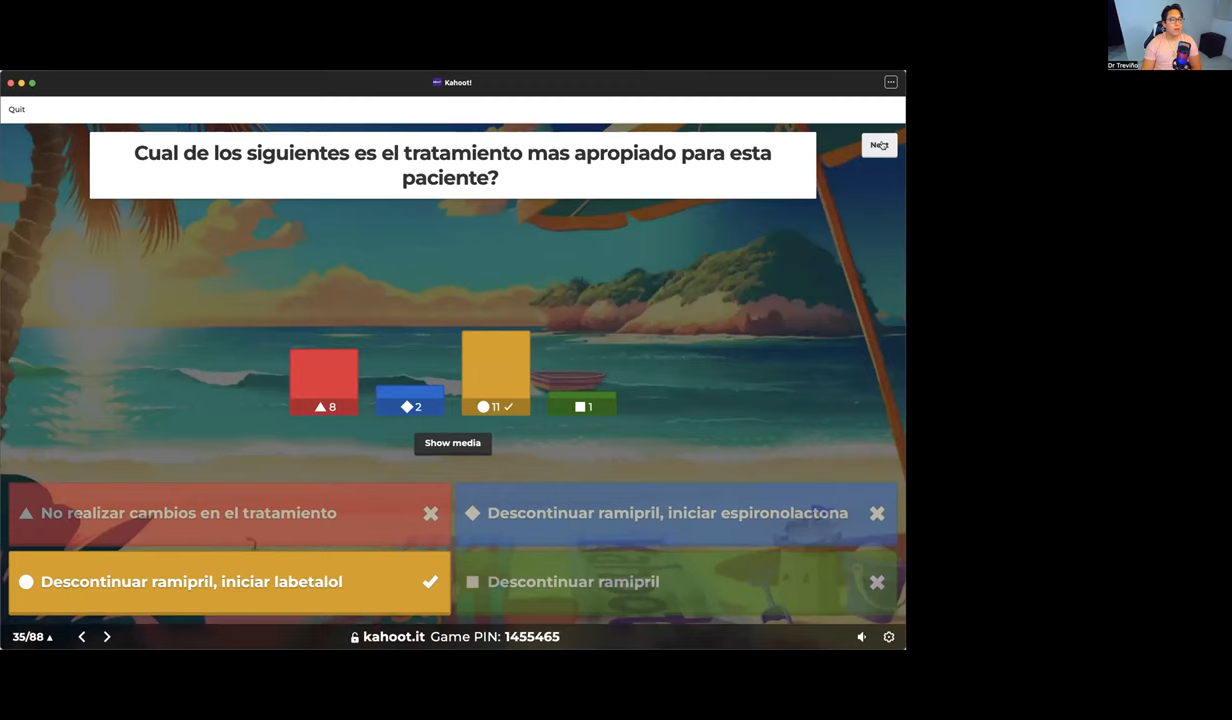 Dr Treviño
Kahoot!
Quit
Cual de los siguientes es el tratamiento mas apropiado para esta
paciente?
8
2
11
1
Show media
No realizar cambios en el tratamiento
Descontinuar ramipril, iniciar espironolactona
Descontinuar ramipril, iniciar labetalol
Descontinuar ramipril
35/88
kahoot.it Game PIN: 1455465